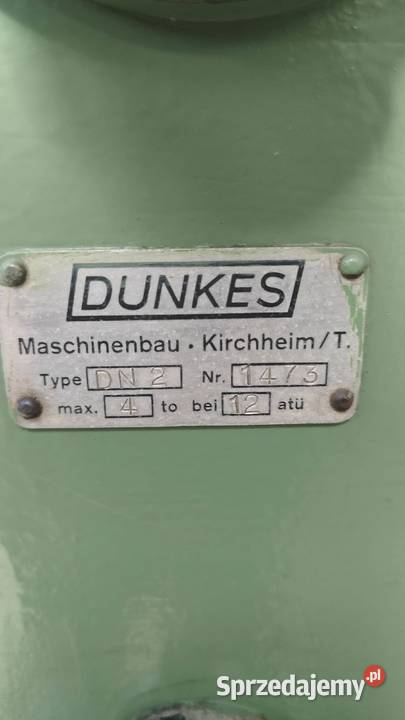 DUNKES
Maschinenbau · Kirchheim/T.
Type DN 2 Nr. 1473
max. 4 to bei 12 atü
Sprzedajemy.pl